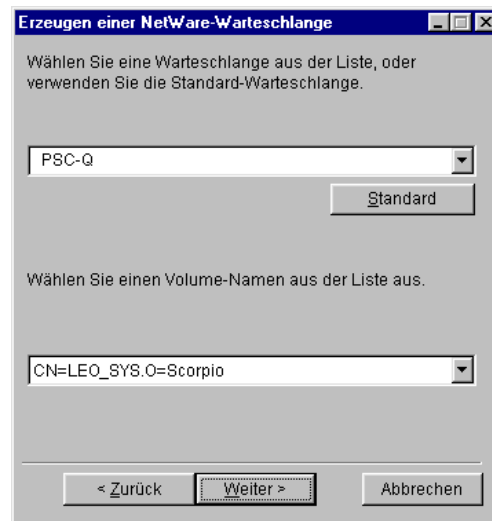 Erzeugen einer NetWare-Warteschlange
Wählen Sie eine Warteschlange aus der Liste, oder
verwenden Sie die Standard-Warteschlange.
PSC-Q
Standard
Wählen Sie einen Volume-Namen aus der Liste aus.
CN=LEO_SYS.O=Scorpio
< Zurück Weiter > Abbrechen